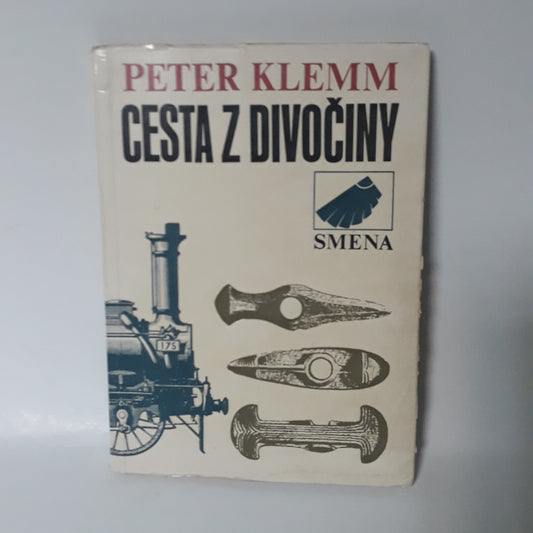 PETER KLEMM
CESTA Z DIVOČINY
SMENA
175